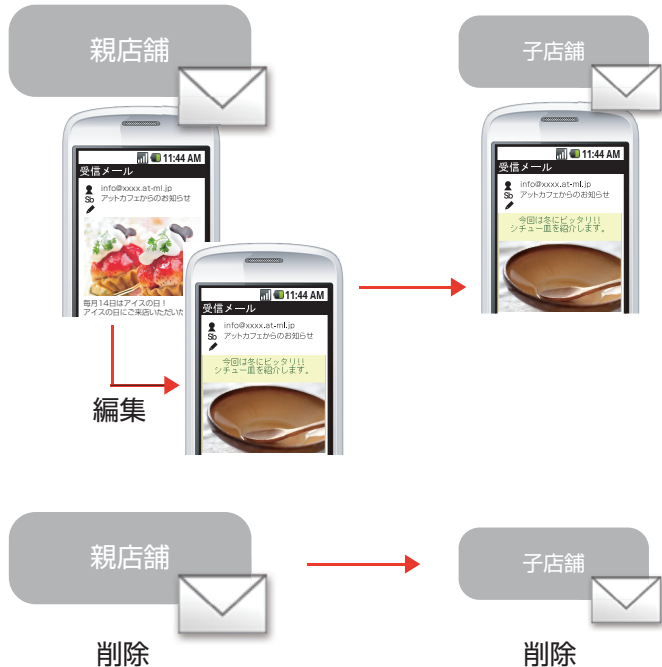 親店舗
子店舗
11:44 AM
受信メール
info@xxxx.at-ml.jp
Sb アットカフェからのお知らせ
毎月14日はアイスの日！
アイスの日にご来店いただいた
11:44 AM
受信メール
info@xxxx.at-ml.jp
Sb アットカフェからのお知らせ
今回は冬にピッタリ!!
シチュー皿を紹介します。
11:44 AM
受信メール
info@xxxx.at-ml.jp
Sb アットカフェからのお知らせ
今回は冬にピッタリ!!
シチュー皿を紹介します。
編集
親店舗
子店舗
削除
削除